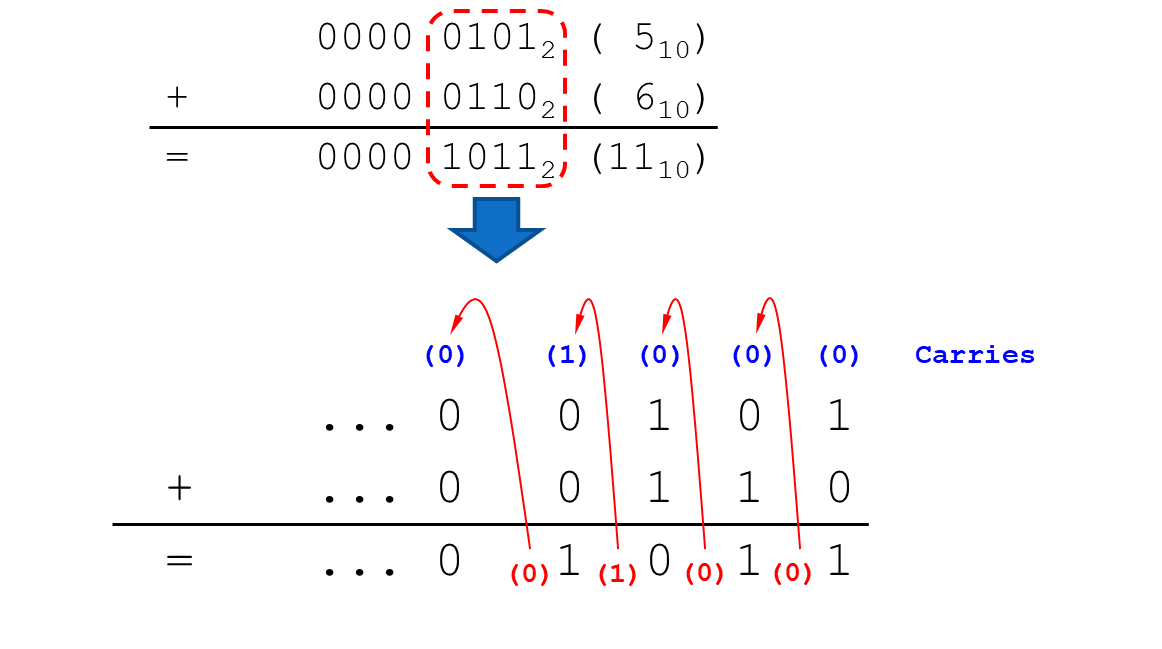 0000 0101₂ ( 5₁₀)
+ 0000 0110₂ ( 6₁₀)
= 0000 1011₂ (11₁₀)
(0) (1) (0) (0) (0) Carries
... 0 0 1 0 1
+ ... 0 0 1 1 0
= ... 0 (0) 1 (1) 0 (0) 1 (0) 1